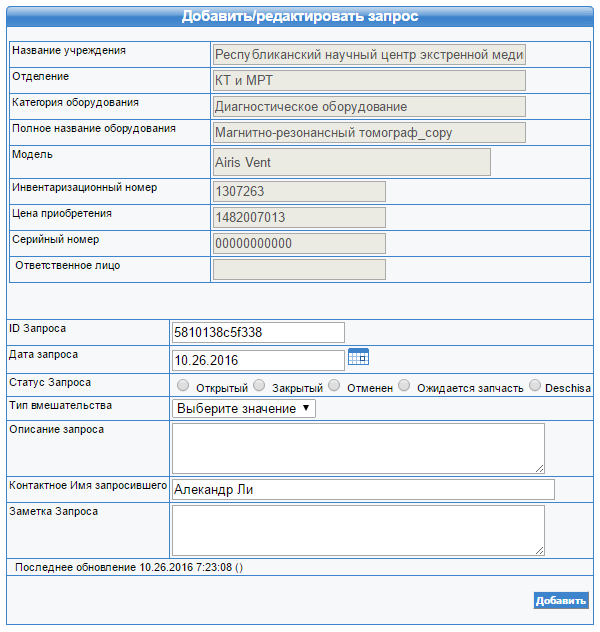 Добавить/редактировать запрос
Название учреждения Республиканский научный центр экстренной меди
Отделение КТ и МРТ
Категория оборудования Диагностическое оборудование
Полное название оборудования Магнитно-резонансный томограф_copy
Модель Airis Vent
Инвентаризационный номер 1307263
Цена приобретения 1482007013
Серийный номер 00000000000
Ответственное лицо
ID Запроса 5810138c5f338
Дата запроса 10.26.2016
Статус Запроса Открытый Закрытый Отменен Ожидается запчасть Deschisa
Тип вмешательства Выберите значение
Описание запроса
Контактное Имя запросившего Алекандр Ли
Заметка Запроса
Последнее обновление 10.26.2016 7:23:08 ()
Добавить